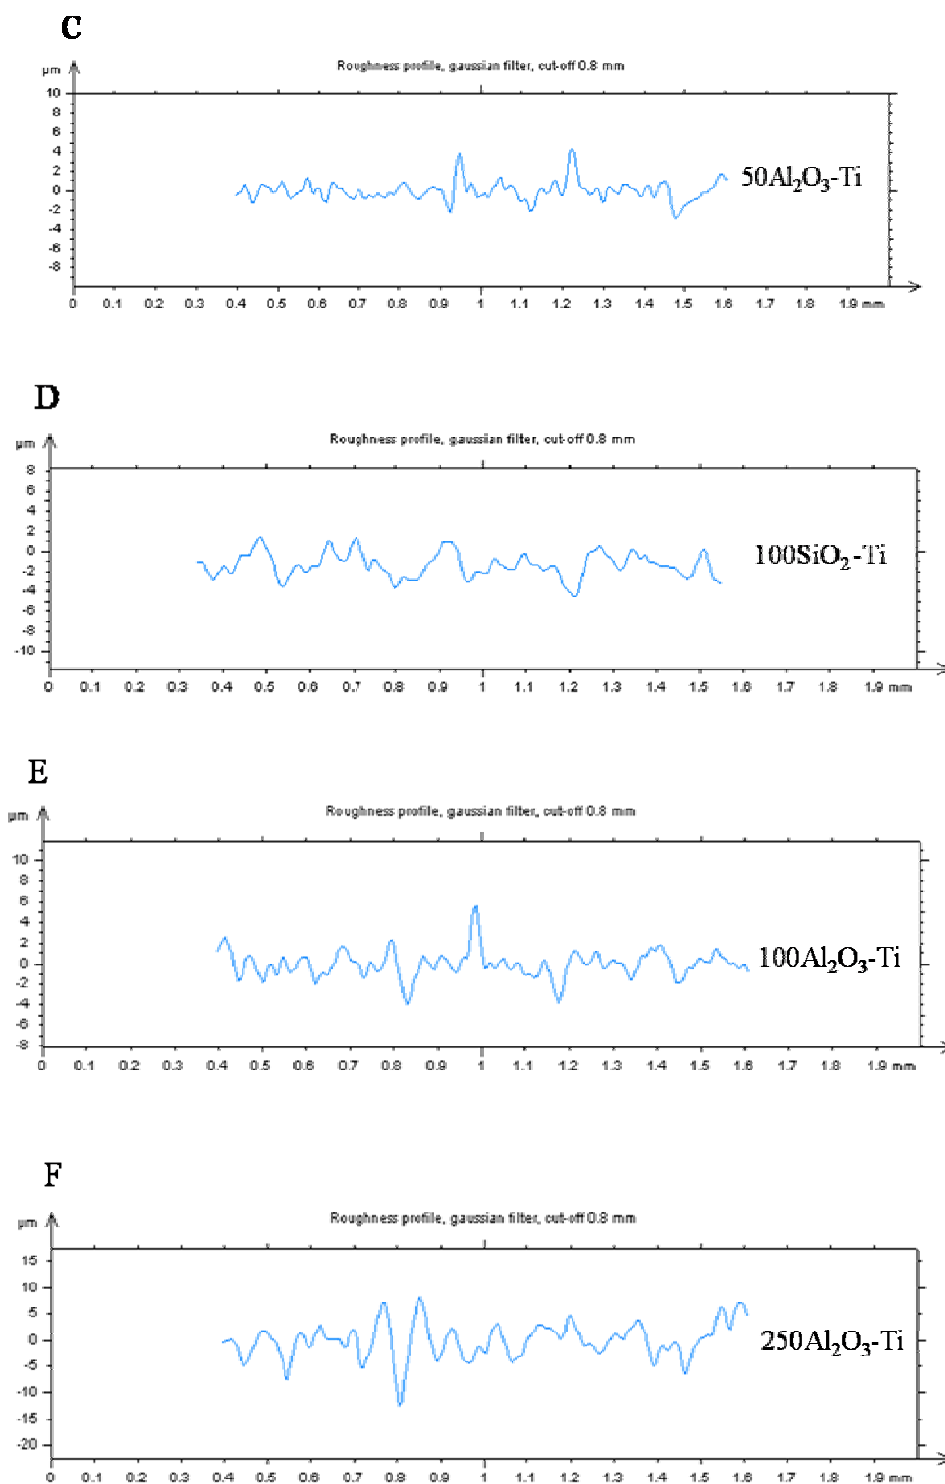 C
Roughness profile, gaussian filter, cut-off 0.8 mm
µm
10
8
6
4
2
0
-2
-4
-6
-8
50Al₂O₃-Ti
0 0.1 0.2 0.3 0.4 0.5 0.6 0.7 0.8 0.9 1 1.1 1.2 1.3 1.4 1.5 1.6 1.7 1.8 1.9 mm
D
Roughness profile, gaussian filter, cut-off 0.8 mm
µm
8
6
4
2
0
-2
-4
-6
-8
-10
100SiO₂-Ti
0 0.1 0.2 0.3 0.4 0.5 0.6 0.7 0.8 0.9 1 1.1 1.2 1.3 1.4 1.5 1.6 1.7 1.8 1.9 mm
E
Roughness profile, gaussian filter, cut-off 0.8 mm
µm
10
8
6
4
2
0
-2
-4
-6
-8
100Al₂O₃-Ti
0 0.1 0.2 0.3 0.4 0.5 0.6 0.7 0.8 0.9 1 1.1 1.2 1.3 1.4 1.5 1.6 1.7 1.8 1.9 mm
F
Roughness profile, gaussian filter, cut-off 0.8 mm
µm
15
10
5
0
-5
-10
-15
-20
250Al₂O₃-Ti
0 0.1 0.2 0.3 0.4 0.5 0.6 0.7 0.8 0.9 1 1.1 1.2 1.3 1.4 1.5 1.6 1.7 1.8 1.9 mm